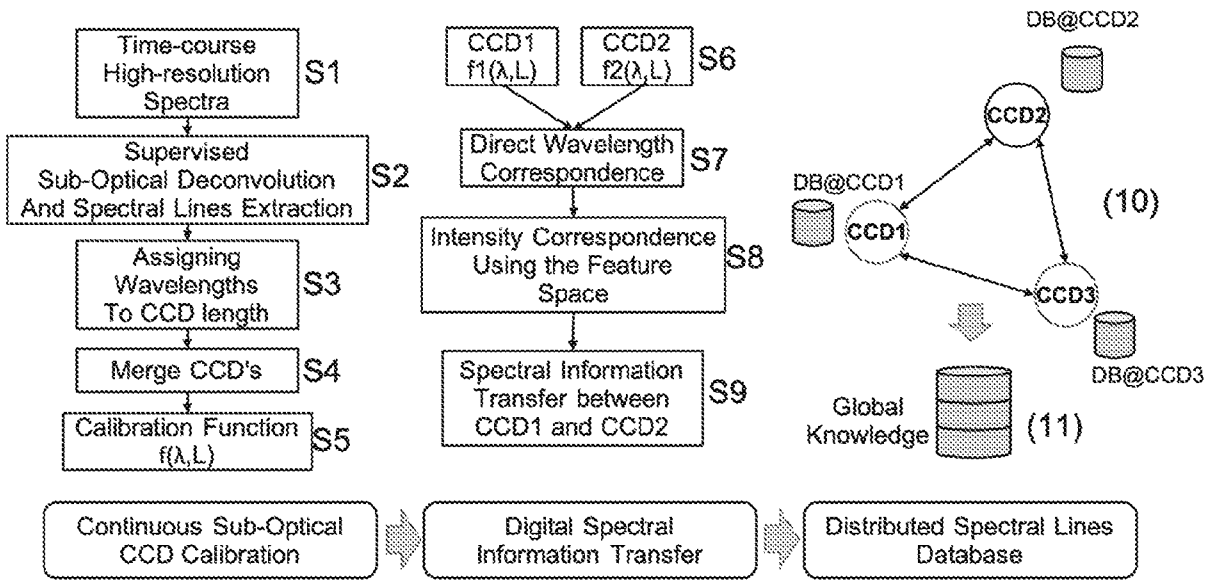 Time-course
High-resolution
Spectra
S1
Supervised
Sub-Optical Deconvolution
And Spectral Lines Extraction
S2
Assigning
Wavelengths
To CCD length
S3
Merge CCD's
S4
Calibration Function
f(λ,L)
S5
CCD1
f1(λ,L)
CCD2
f2(λ,L)
S6
Direct Wavelength
Correspondence
S7
Intensity Correspondence
Using the Feature
Space
S8
Spectral Information
Transfer between
CCD1 and CCD2
S9
DB@CCD2
CCD2
DB@CCD1
CCD1
(10)
CCD3
DB@CCD3
Global
Knowledge
(11)
Continuous Sub-Optical
CCD Calibration
Digital Spectral
Information Transfer
Distributed Spectral Lines
Database